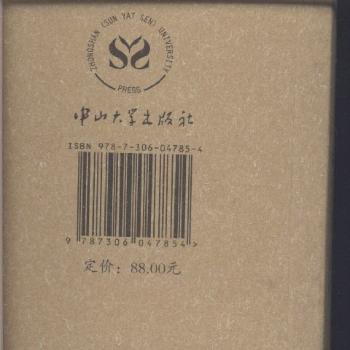 ZHONGSHAN (SUN YAT SEN) UNIVERSITY
PRESS
中山大学出版社
ISBN 978-7-306-04785-4
9 787306 047854 >
定价：88.00元